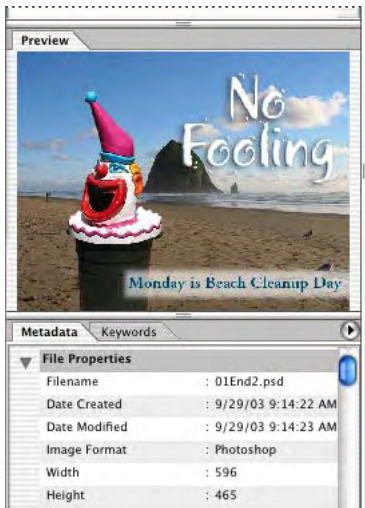 Preview
No
Fooling
Monday is Beach Cleanup Day
Metadata Keywords
File Properties
Filename : 01End2.psd
Date Created : 9/29/03 9:14:22 AM
Date Modified : 9/29/03 9:14:23 AM
Image Format : Photoshop
Width : 596
Height : 465